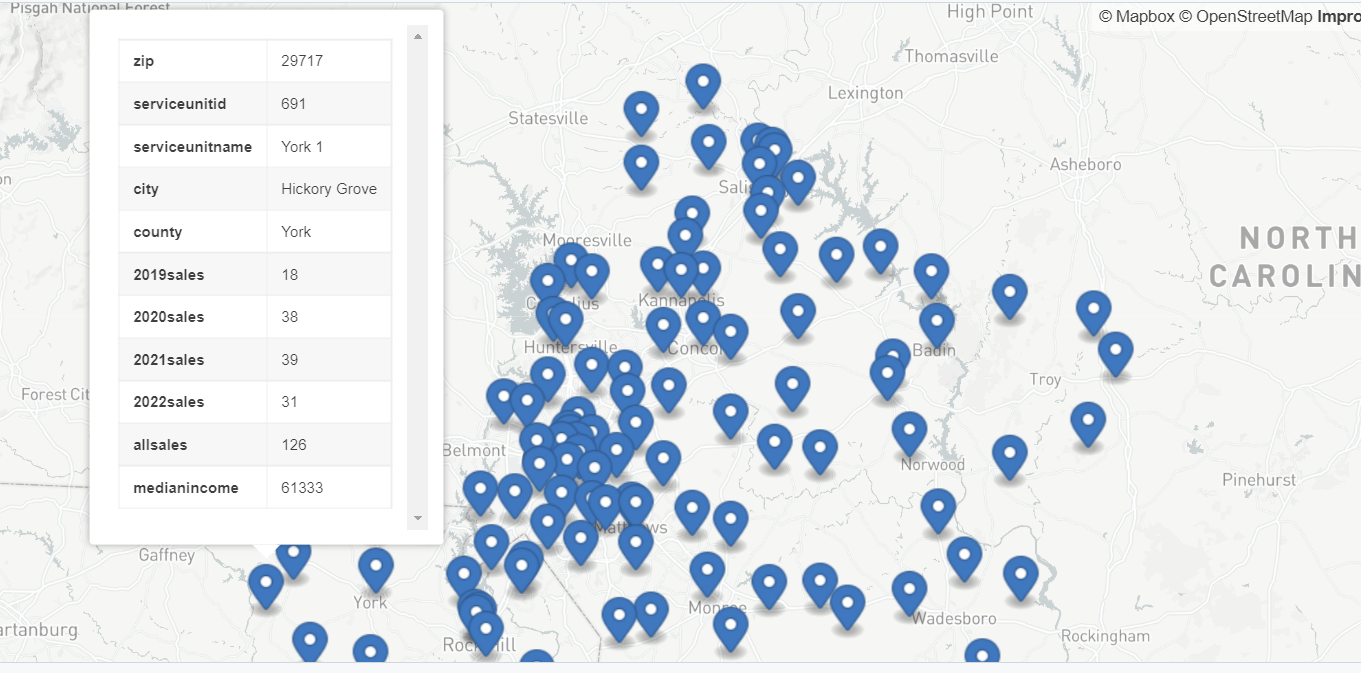 Pisgah National Forest
High Point
© Mapbox © OpenStreetMap Impro
zip 29717
serviceunitid 691
serviceunitname York 1
city Hickory Grove
county York
2019sales 18
2020sales 38
2021sales 39
2022sales 31
allsales 126
medianincome 61333
Thomasville
Lexington
Statesville
Asheboro
Salis
Mooresville
NORTH
CAROLIN
Kannapolis
Huntersville
Concor
Badin
Troy
Forest Cit
Belmont
Norwood
Pinehurst
Matthews
Gaffney
York
Monroe
Wadesboro
artanburg
Rock Hill
Rockingham